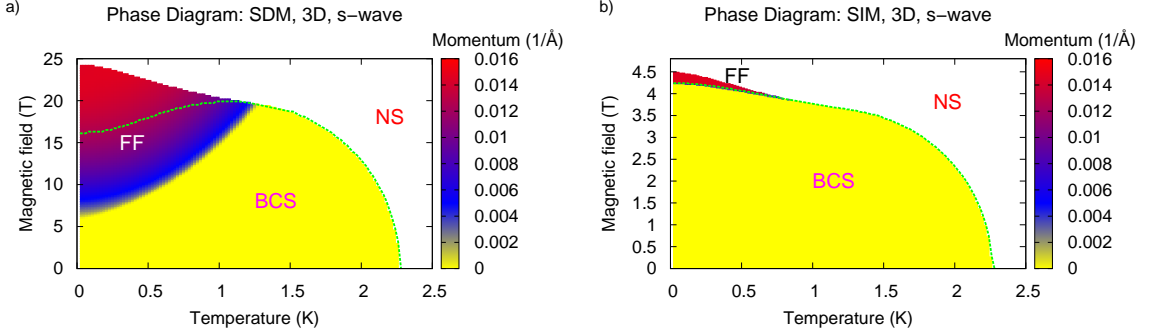 a)
Phase Diagram: SDM, 3D, s−wave
Momentum (1/Å)
Magnetic field (T)
25
20
15
10
5
0
FF
NS
BCS
0
0.5
1
1.5
2
2.5
Temperature (K)
0.016
0.014
0.012
0.01
0.008
0.006
0.004
0.002
0
b)
Phase Diagram: SIM, 3D, s−wave
Momentum (1/Å)
Magnetic field (T)
4.5
4
3.5
3
2.5
2
1.5
1
0.5
0
FF
NS
BCS
0
0.5
1
1.5
2
2.5
Temperature (K)
0.016
0.014
0.012
0.01
0.008
0.006
0.004
0.002
0